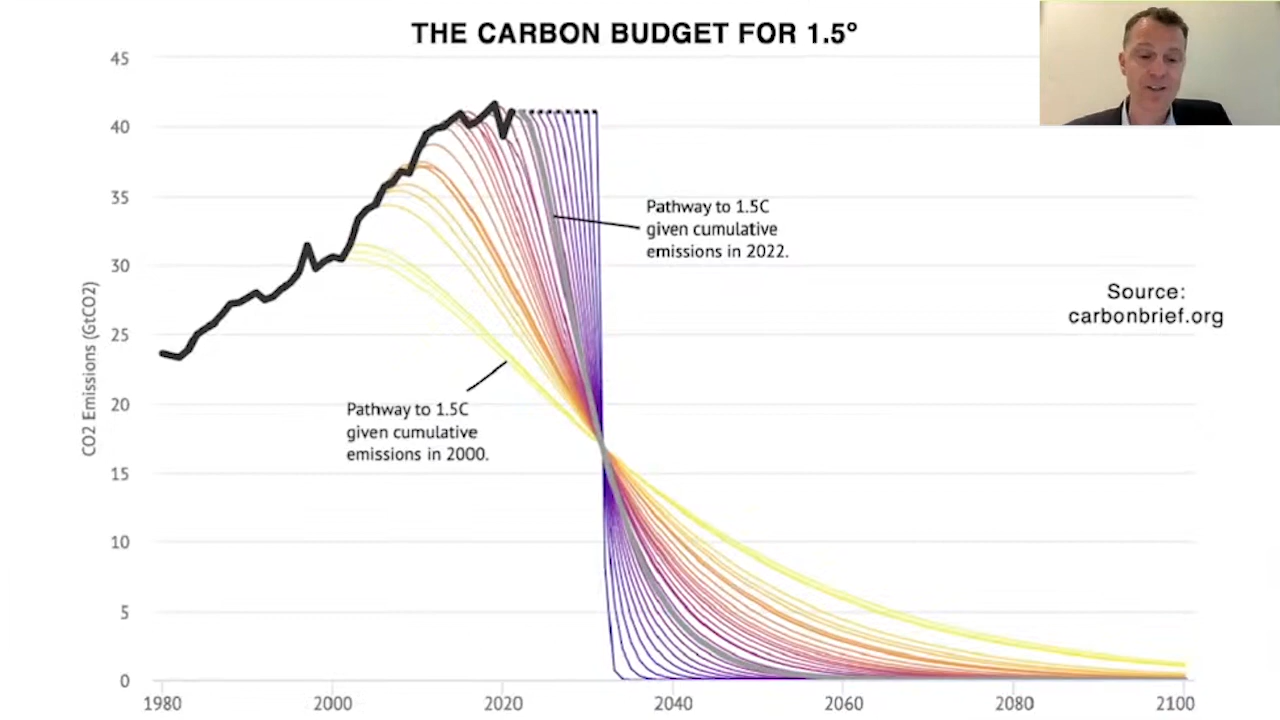 THE CARBON BUDGET FOR 1.5°
45
40
35
30
25
20
15
10
5
0
CO2 Emissions (GtCO2)
Pathway to 1.5C
given cumulative
emissions in 2022.
Source:
carbonbrief.org
Pathway to 1.5C
given cumulative
emissions in 2000.
1980 2000 2020 2040 2060 2080 2100